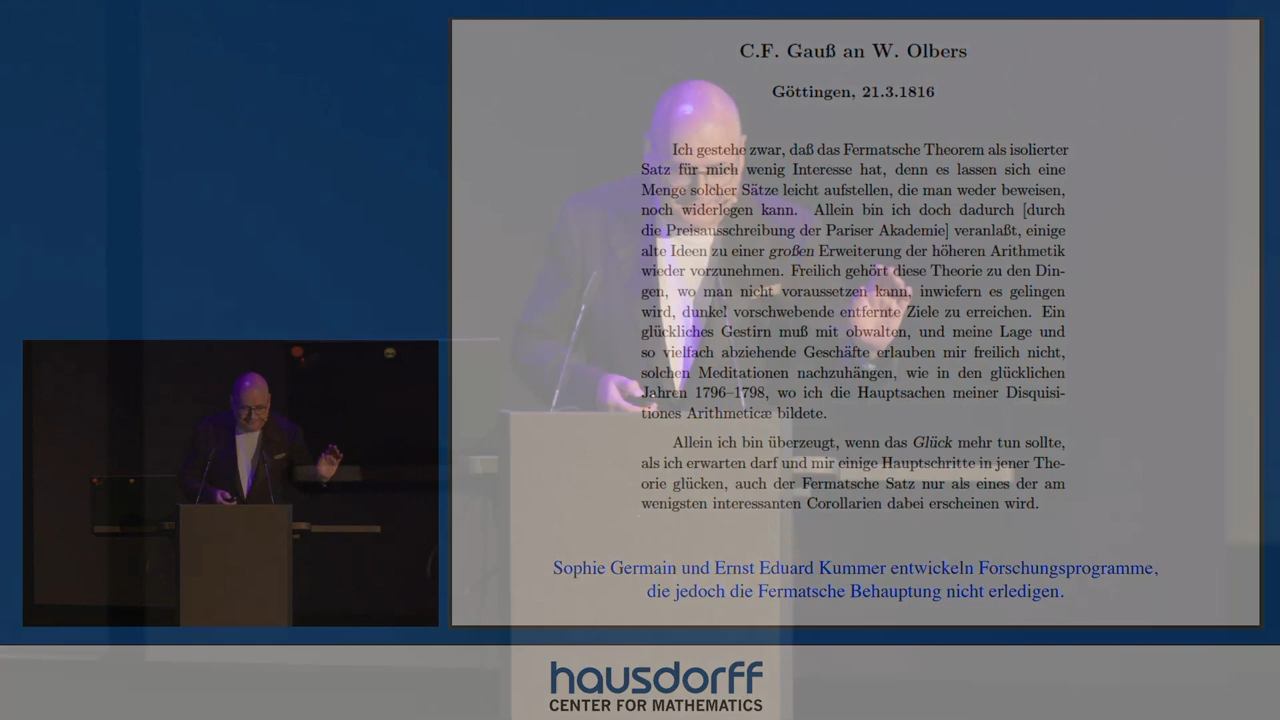 C.F. Gauß an W. Olbers
Göttingen, 21.3.1816
Ich gestehe zwar, daß das Fermatsche Theorem als isolierter
Satz für mich wenig Interesse hat, denn es lassen sich eine
Menge solcher Sätze leicht aufstellen, die man weder beweisen,
noch widerlegen kann. Allein bin ich doch dadurch [durch
die Preisausschreibung der Pariser Akademie] veranlaßt, einige
alte Ideen zu einer großen Erweiterung der höheren Arithmetik
wieder vorzunehmen. Freilich gehört diese Theorie zu den Din-
gen, wo man nicht voraussetzen kann, inwiefern es gelingen
wird, dunkel vorschwebende entfernte Ziele zu erreichen. Ein
glückliches Gestirn muß mit obwalten, und meine Lage und
so vielfach abziehende Geschäfte erlauben mir freilich nicht,
solchen Meditationen nachzuhängen, wie in den glücklichen
Jahren 1796–1798, wo ich die Hauptsachen meiner Disquisi-
tiones Arithmeticæ bildete.
Allein ich bin überzeugt, wenn das Glück mehr tun sollte,
als ich erwarten darf und mir einige Hauptschritte in jener The-
orie glücken, auch der Fermatsche Satz nur als eines der am
wenigsten interessanten Corollarien dabei erscheinen wird.
Sophie Germain und Ernst Eduard Kummer entwickeln Forschungsprogramme,
die jedoch die Fermatsche Behauptung nicht erledigen.
hausdorff
CENTER FOR MATHEMATICS